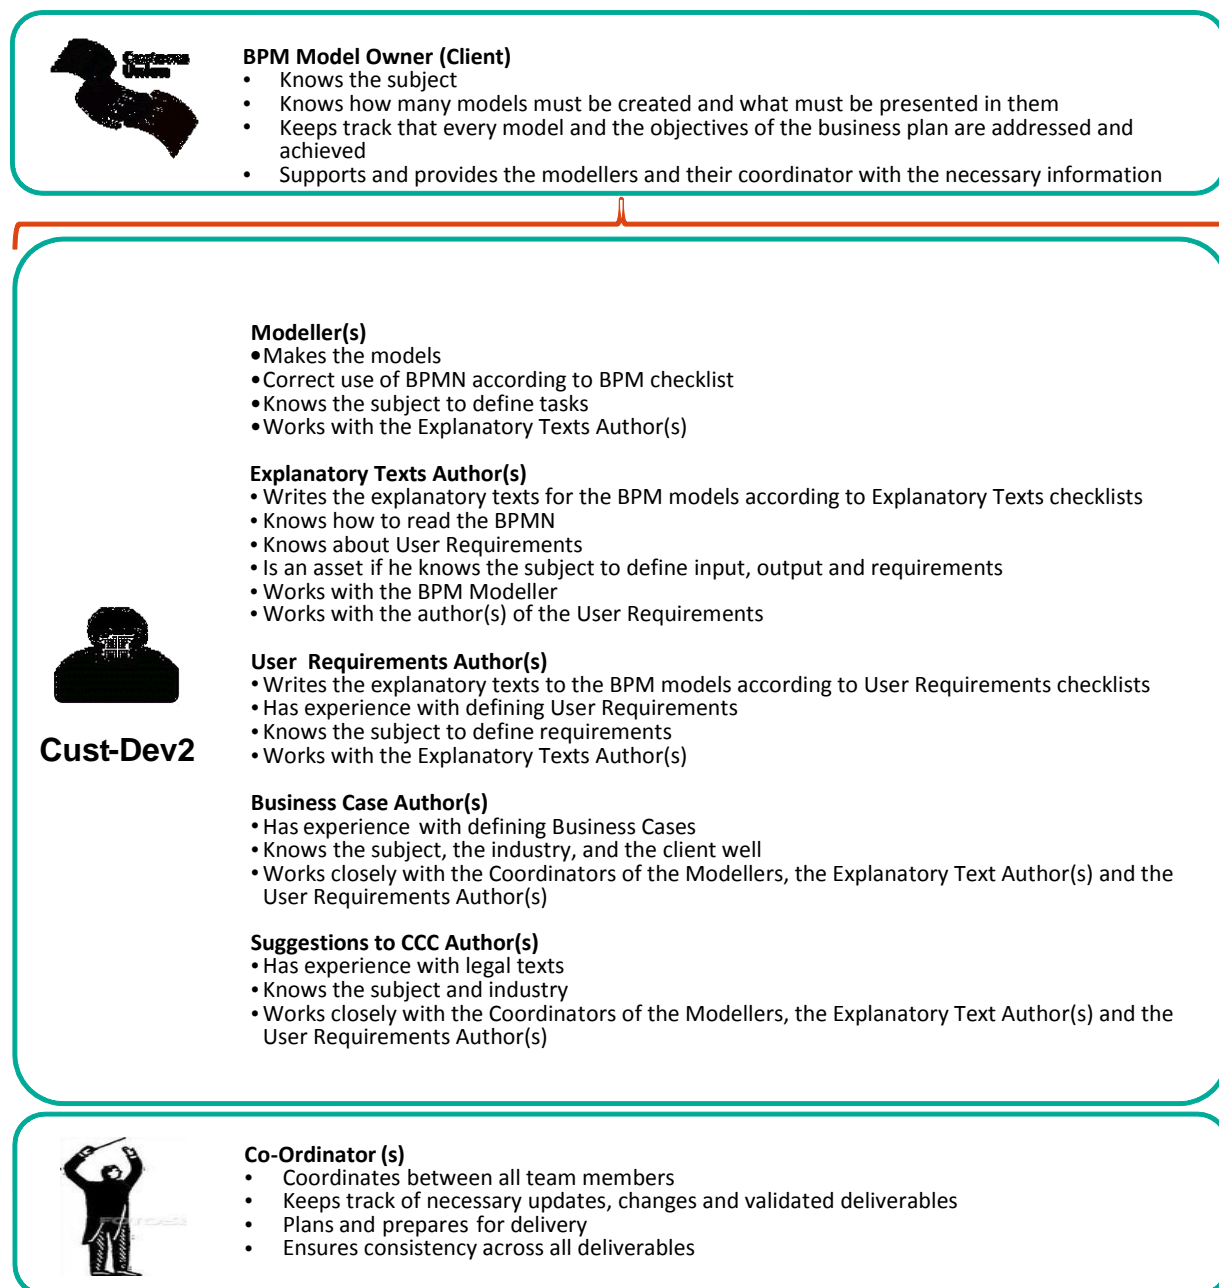 Customs
Union
BPM Model Owner (Client)
• Knows the subject
• Knows how many models must be created and what must be presented in them
• Keeps track that every model and the objectives of the business plan are addressed and
achieved
• Supports and provides the modellers and their coordinator with the necessary information
Modeller(s)
•Makes the models
•Correct use of BPMN according to BPM checklist
•Knows the subject to define tasks
•Works with the Explanatory Texts Author(s)
Explanatory Texts Author(s)
• Writes the explanatory texts for the BPM models according to Explanatory Texts checklists
• Knows how to read the BPMN
• Knows about User Requirements
• Is an asset if he knows the subject to define input, output and requirements
• Works with the BPM Modeller
• Works with the author(s) of the User Requirements
User Requirements Author(s)
• Writes the explanatory texts to the BPM models according to User Requirements checklists
• Has experience with defining User Requirements
• Knows the subject to define requirements
• Works with the Explanatory Texts Author(s)
Cust-Dev2
Business Case Author(s)
• Has experience with defining Business Cases
• Knows the subject, the industry, and the client well
• Works closely with the Coordinators of the Modellers, the Explanatory Text Author(s) and the
User Requirements Author(s)
Suggestions to CCC Author(s)
• Has experience with legal texts
• Knows the subject and industry
• Works closely with the Coordinators of the Modellers, the Explanatory Text Author(s) and the
User Requirements Author(s)
Co-Ordinator (s)
• Coordinates between all team members
• Keeps track of necessary updates, changes and validated deliverables
• Plans and prepares for delivery
• Ensures consistency across all deliverables